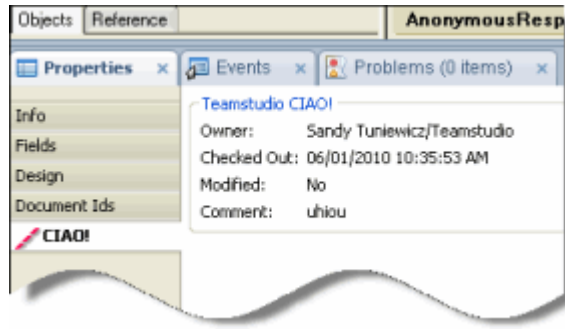 Objects Reference AnonymousResp
Properties × Events × Problems (0 items) ×
Teamstudio CIAO!
Info
Owner: Sandy Tuniewicz/Teamstudio
Fields
Checked Out: 06/01/2010 10:35:53 AM
Design
Modified: No
Document Ids
Comment: uhiou
CIAO!